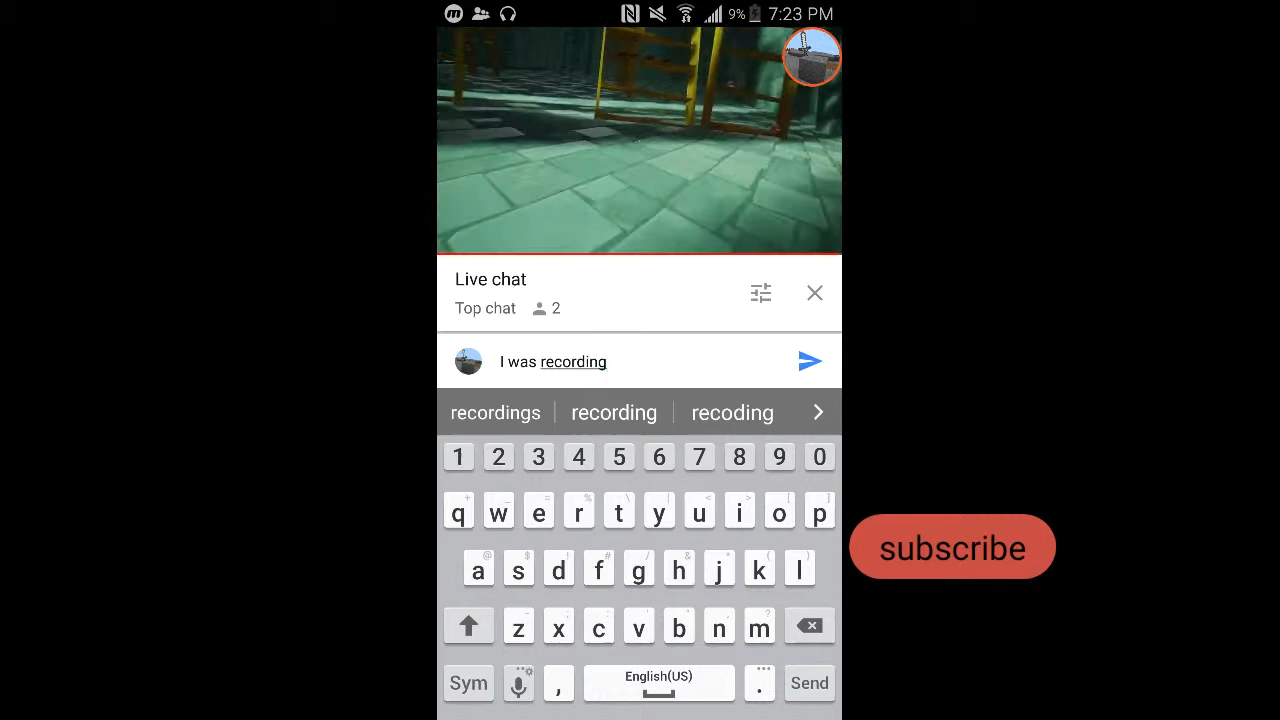 9% 7:23 PM
Live chat
Top chat 2
I was recording
recordings recording recoding
1 2 3 4 5 6 7 8 9 0
q w e r t y u i o p
subscribe
a s d f g h j k l
z x c v b n m
Sym , English(US) . Send